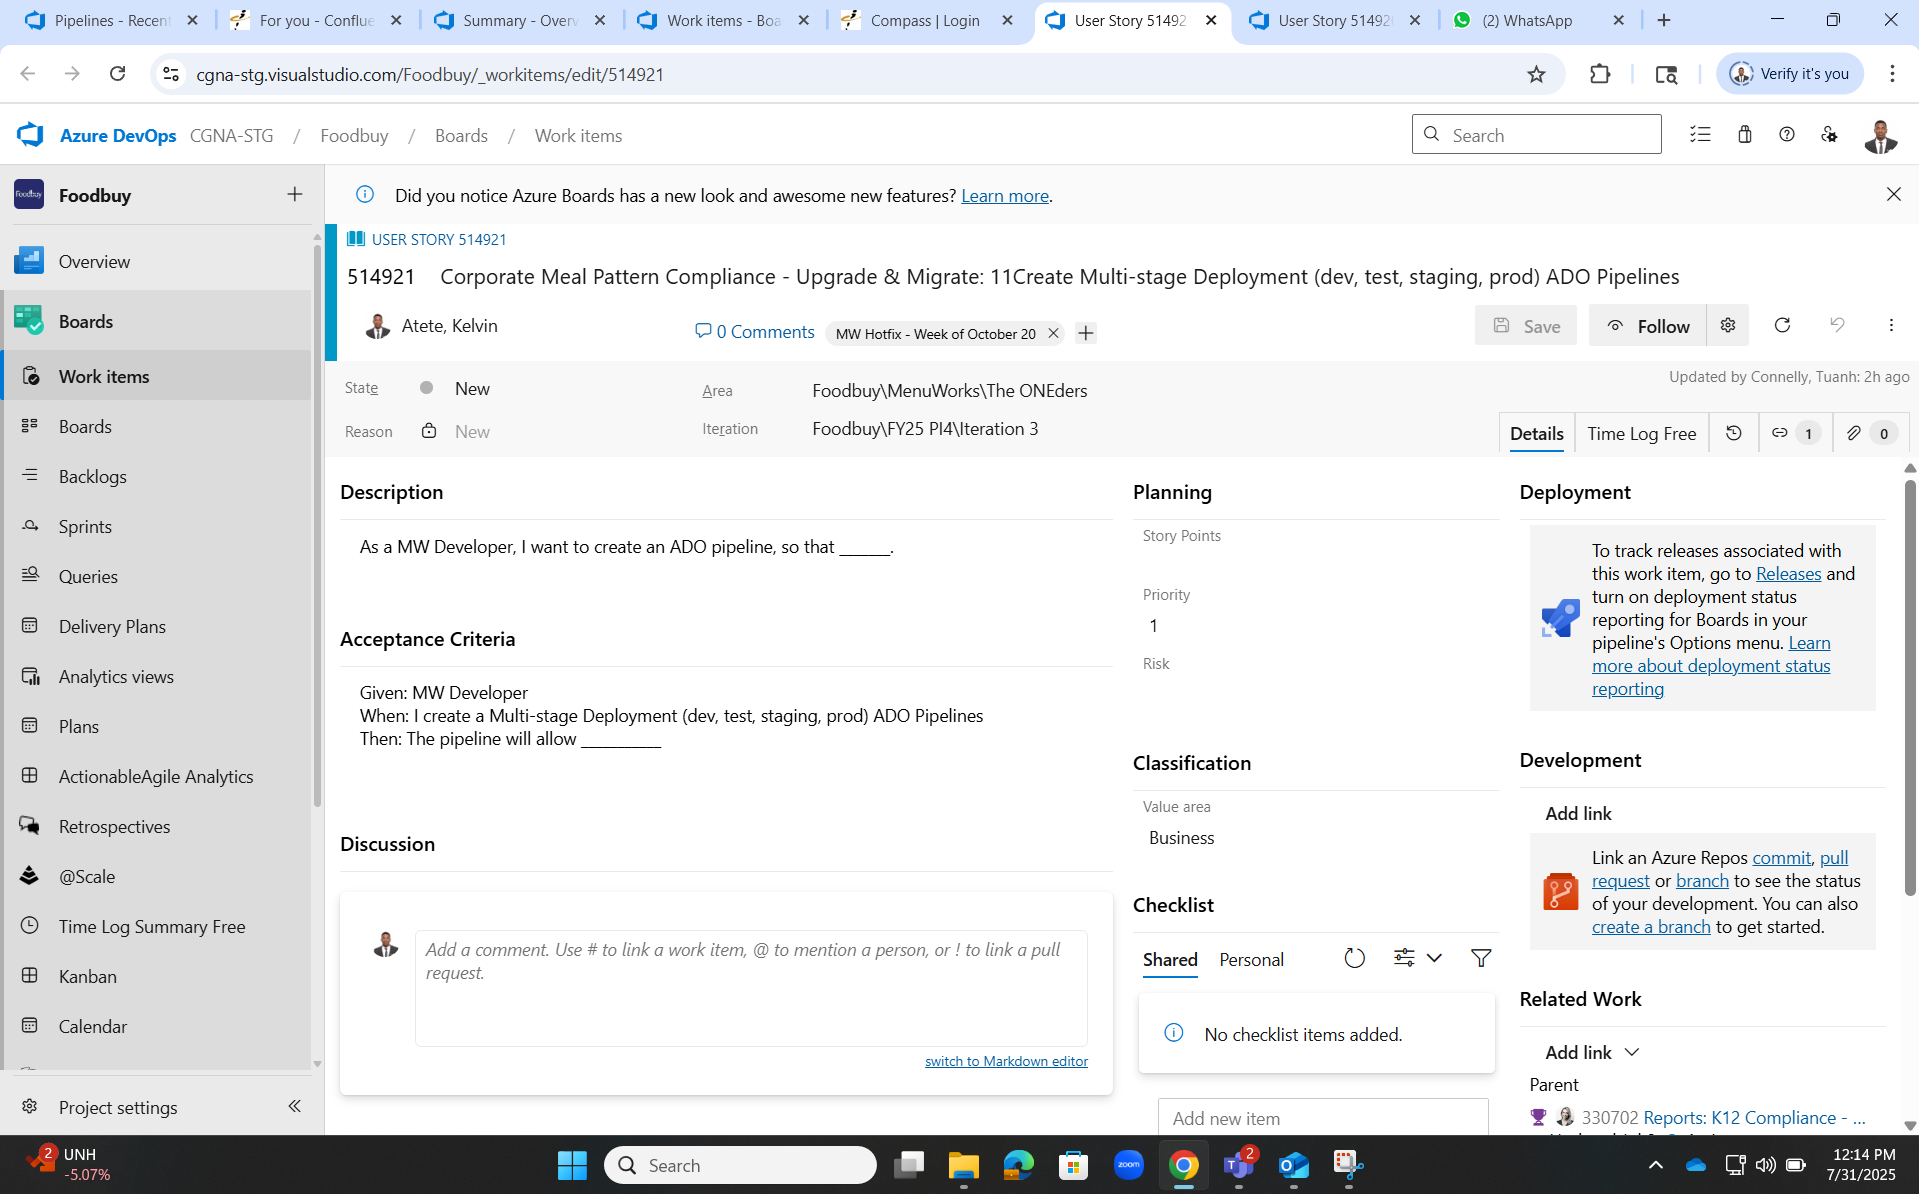 Pipelines - Recent
For you - Conflue
Summary - Overv
Work items - Boa
Compass | Login
User Story 51492
User Story 51492
(2) WhatsApp
cgna-stg.visualstudio.com/Foodbuy/_workitems/edit/514921
Verify it's you
Azure DevOps CGNA-STG / Foodbuy / Boards / Work items
Search
Foodbuy
Overview
Boards
Work items
Boards
Backlogs
Sprints
Queries
Delivery Plans
Analytics views
Plans
ActionableAgile Analytics
Retrospectives
@Scale
Time Log Summary Free
Kanban
Calendar
Project settings
Did you notice Azure Boards has a new look and awesome new features? Learn more.
USER STORY 514921
514921 Corporate Meal Pattern Compliance - Upgrade & Migrate: 11Create Multi-stage Deployment (dev, test, staging, prod) ADO Pipelines
Atete, Kelvin
0 Comments
MW Hotfix - Week of October 20
Save
Follow
State New
Area Foodbuy\MenuWorks\The ONEders
Updated by Connelly, Tuanh: 2h ago
Reason New
Iteration Foodbuy\FY25 PI4\Iteration 3
Details
Time Log Free
1
0
Description
As a MW Developer, I want to create an ADO pipeline, so that ______.
Acceptance Criteria
Given: MW Developer
When: I create a Multi-stage Deployment (dev, test, staging, prod) ADO Pipelines
Then: The pipeline will allow __________
Discussion
Add a comment. Use # to link a work item, @ to mention a person, or ! to link a pull
request.
switch to Markdown editor
Planning
Story Points
Priority
1
Risk
Classification
Value area
Business
Checklist
Shared
Personal
No checklist items added.
Add new item
Deployment
To track releases associated with
this work item, go to Releases and
turn on deployment status
reporting for Boards in your
pipeline's Options menu. Learn
more about deployment status
reporting
Development
Add link
Link an Azure Repos commit, pull
request or branch to see the status
of your development. You can also
create a branch to get started.
Related Work
Add link
Parent
330702 Reports: K12 Compliance - ...
2
UNH
-5.07%
Search
zoom
2
12:14 PM
7/31/2025